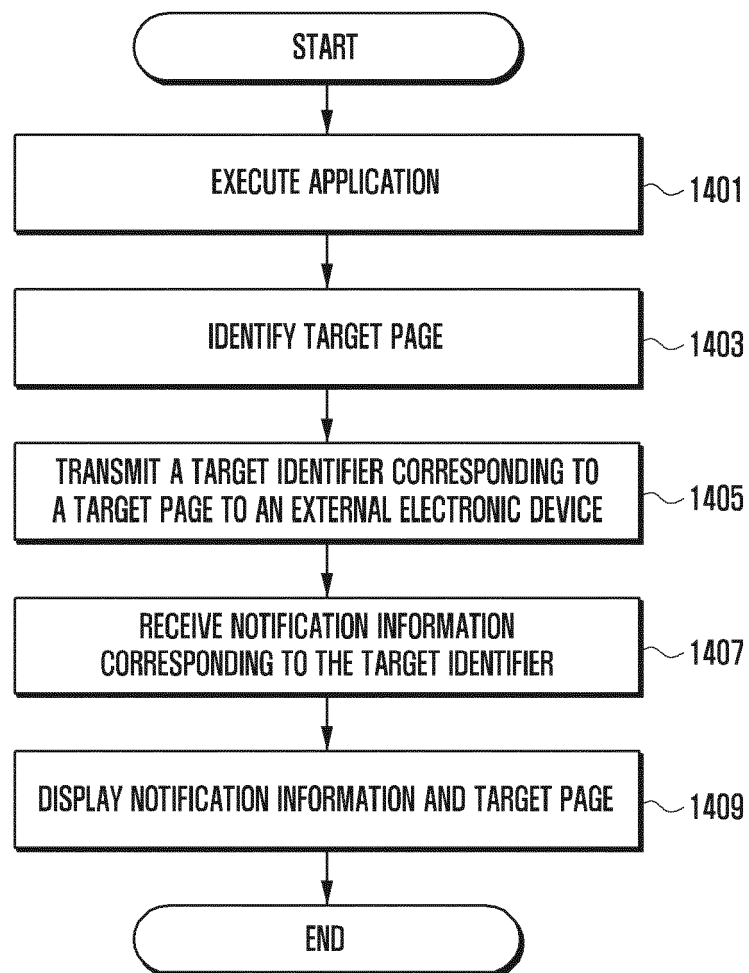 START
EXECUTE APPLICATION
1401
IDENTIFY TARGET PAGE
1403
TRANSMIT A TARGET IDENTIFIER CORRESPONDING TO
A TARGET PAGE TO AN EXTERNAL ELECTRONIC DEVICE
1405
RECEIVE NOTIFICATION INFORMATION
CORRESPONDING TO THE TARGET IDENTIFIER
1407
DISPLAY NOTIFICATION INFORMATION AND TARGET PAGE
1409
END